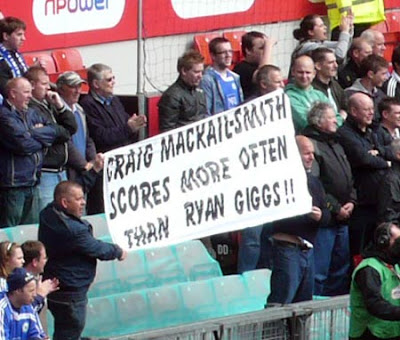 npower
CRAIG MACKAIL-SMITH
SCORES MORE OFTEN
THAN RYAN GIGGS!!